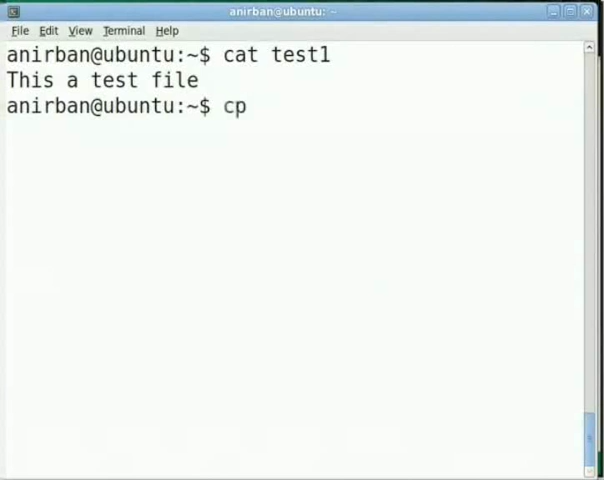 anirban@ubuntu: ~
File Edit View Terminal Help
anirban@ubuntu:~$ cat test1
This a test file
anirban@ubuntu:~$ cp